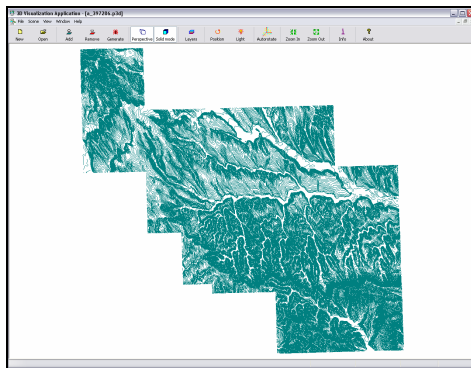 3D Visualization Application - [a_397286.p3d]
File Scene View Window Help
New Open Add Remove Generate Perspective Solid mode Layers Position Light Autorotate Zoom In Zoom Out Info About